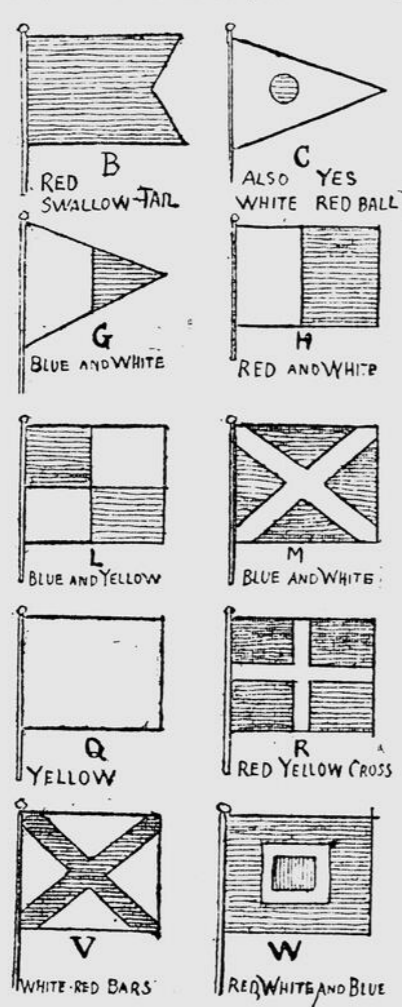 B
RED
SWALLOW-TAIL
C
ALSO YES
WHITE RED BALL
G
BLUE AND WHITE
H
RED AND WHITE
L
BLUE AND YELLOW
M
BLUE AND WHITE
Q
YELLOW
R
RED YELLOW CROSS
V
WHITE-RED BARS
W
RED, WHITE AND BLUE